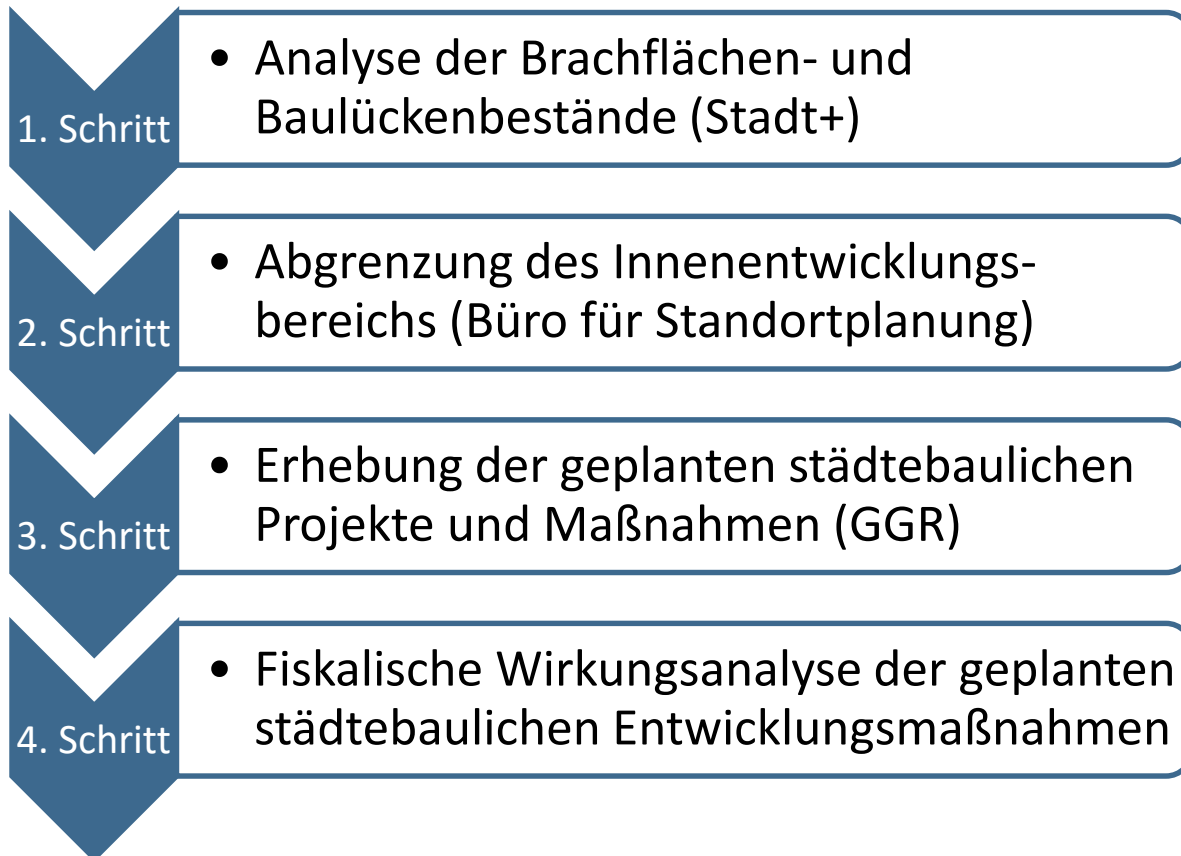 1. Schritt
• Analyse der Brachflächen- und
Baulückenbestände (Stadt+)
2. Schritt
• Abgrenzung des Innenentwicklungs-
bereichs (Büro für Standortplanung)
3. Schritt
• Erhebung der geplanten städtebaulichen
Projekte und Maßnahmen (GGR)
4. Schritt
• Fiskalische Wirkungsanalyse der geplanten
städtebaulichen Entwicklungsmaßnahmen